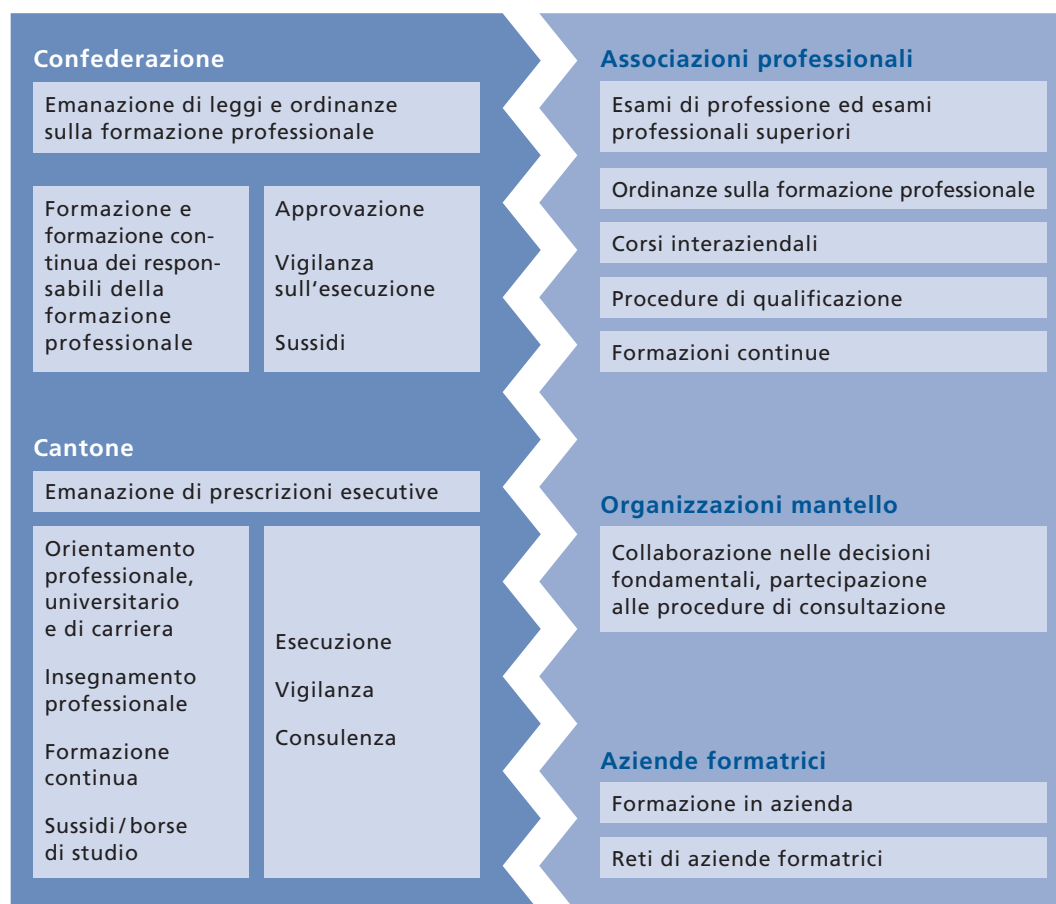 Confederazione
Emanazione di leggi e ordinanze
sulla formazione professionale
Formazione e
formazione con-
tinua dei respon-
sabili della
formazione
professionale
Approvazione
Vigilanza
sull'esecuzione
Sussidi
Cantone
Emanazione di prescrizioni esecutive
Orientamento
professionale,
universitario
e di carriera
Insegnamento
professionale
Formazione
continua
Sussidi/borse
di studio
Esecuzione
Vigilanza
Consulenza
Associazioni professionali
Esami di professione ed esami
professionali superiori
Ordinanze sulla formazione professionale
Corsi interaziendali
Procedure di qualificazione
Formazioni continue
Organizzazioni mantello
Collaborazione nelle decisioni
fondamentali, partecipazione
alle procedure di consultazione
Aziende formatrici
Formazione in azienda
Reti di aziende formatrici